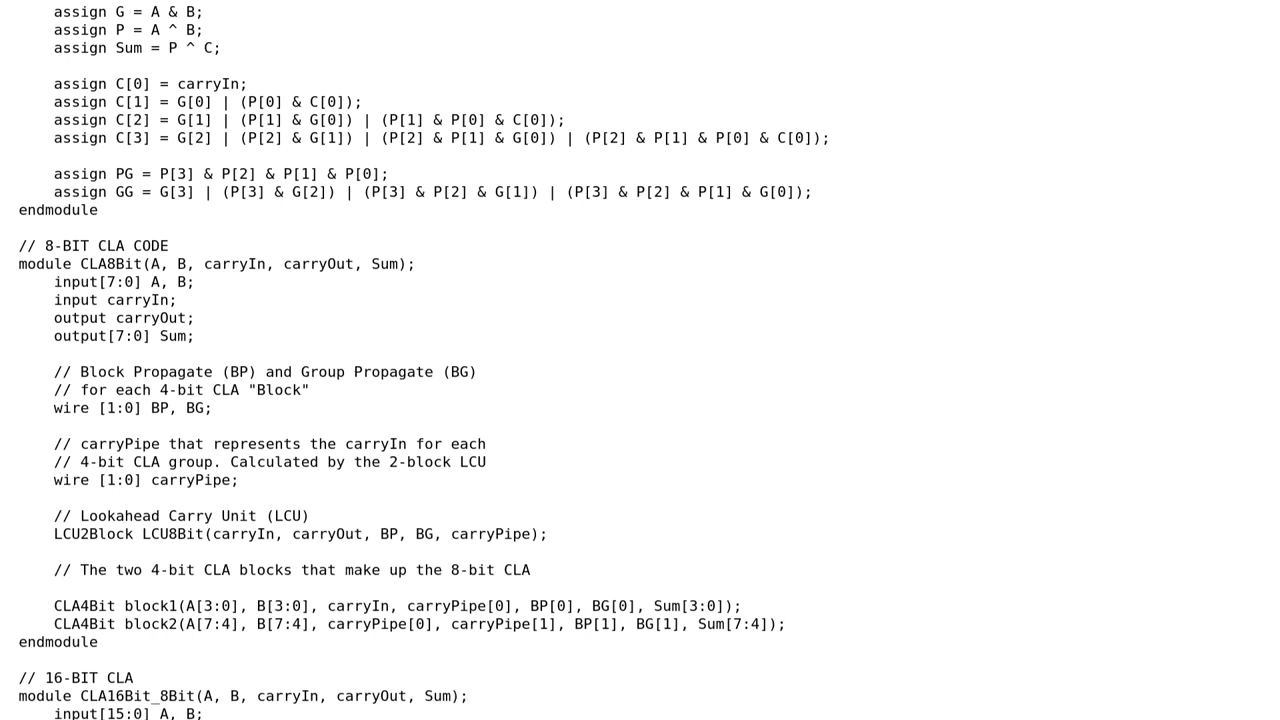 assign G = A & B;
assign P = A ^ B;
assign Sum = P ^ C;
assign C[0] = carryIn;
assign C[1] = G[0] | (P[0] & C[0]);
assign C[2] = G[1] | (P[1] & G[0]) | (P[1] & P[0] & C[0]);
assign C[3] = G[2] | (P[2] & G[1]) | (P[2] & P[1] & G[0]) | (P[2] & P[1] & P[0] & C[0]);
assign PG = P[3] & P[2] & P[1] & P[0];
assign GG = G[3] | (P[3] & G[2]) | (P[3] & P[2] & G[1]) | (P[3] & P[2] & P[1] & G[0]);
endmodule
// 8-BIT CLA CODE
module CLA8Bit(A, B, carryIn, carryOut, Sum);
input[7:0] A, B;
input carryIn;
output carryOut;
output[7:0] Sum;
// Block Propagate (BP) and Group Propagate (BG)
// for each 4-bit CLA "Block"
wire [1:0] BP, BG;
// carryPipe that represents the carryIn for each
// 4-bit CLA group. Calculated by the 2-block LCU
wire [1:0] carryPipe;
// Lookahead Carry Unit (LCU)
LCU2Block LCU8Bit(carryIn, carryOut, BP, BG, carryPipe);
// The two 4-bit CLA blocks that make up the 8-bit CLA
CLA4Bit block1(A[3:0], B[3:0], carryIn, carryPipe[0], BP[0], BG[0], Sum[3:0]);
CLA4Bit block2(A[7:4], B[7:4], carryPipe[0], carryPipe[1], BP[1], BG[1], Sum[7:4]);
endmodule
// 16-BIT CLA
module CLA16Bit_8Bit(A, B, carryIn, carryOut, Sum);
input[15:0] A, B;